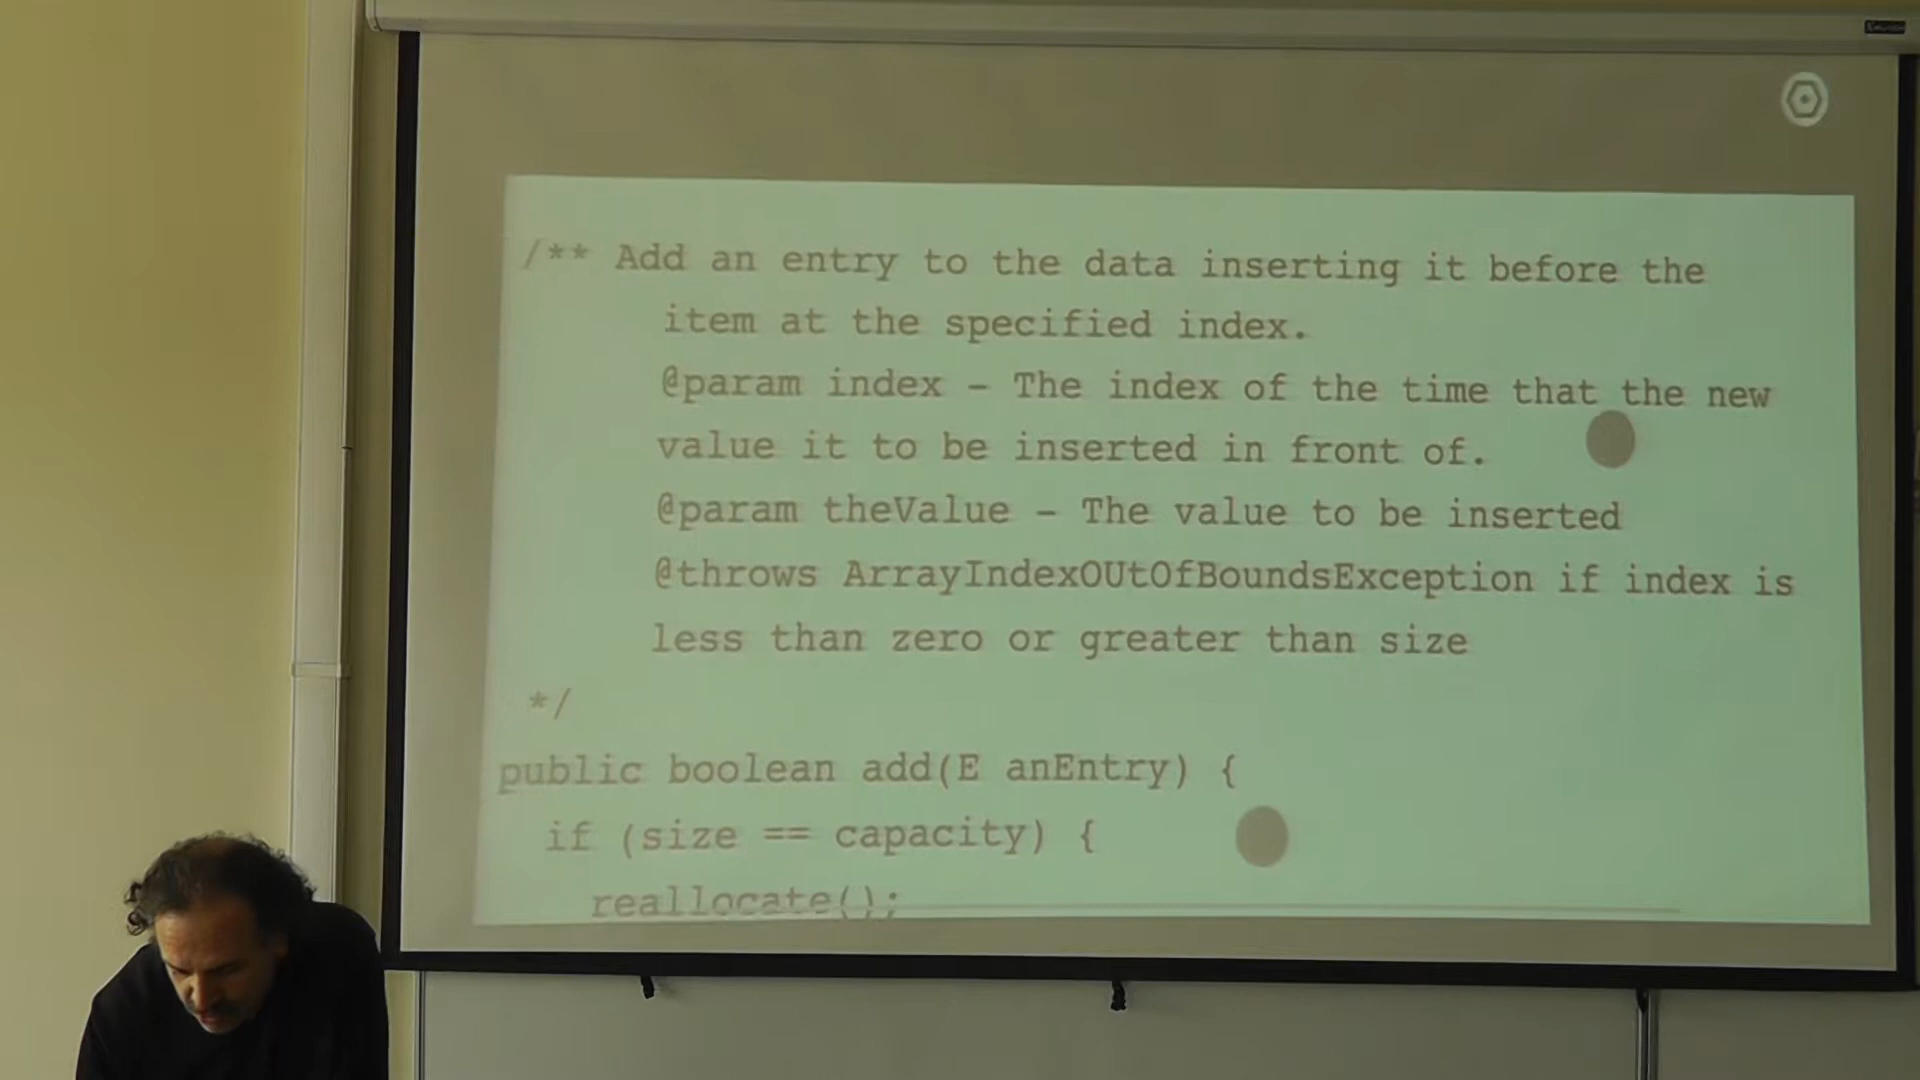 /** Add an entry to the data inserting it before the
item at the specified index.
@param index – The index of the time that the new
value it to be inserted in front of.
@param theValue – The value to be inserted
@throws ArrayIndexOUtOfBoundsException if index is
less than zero or greater than size
*/
public boolean add(E anEntry) {
if (size == capacity) {
reallocate();